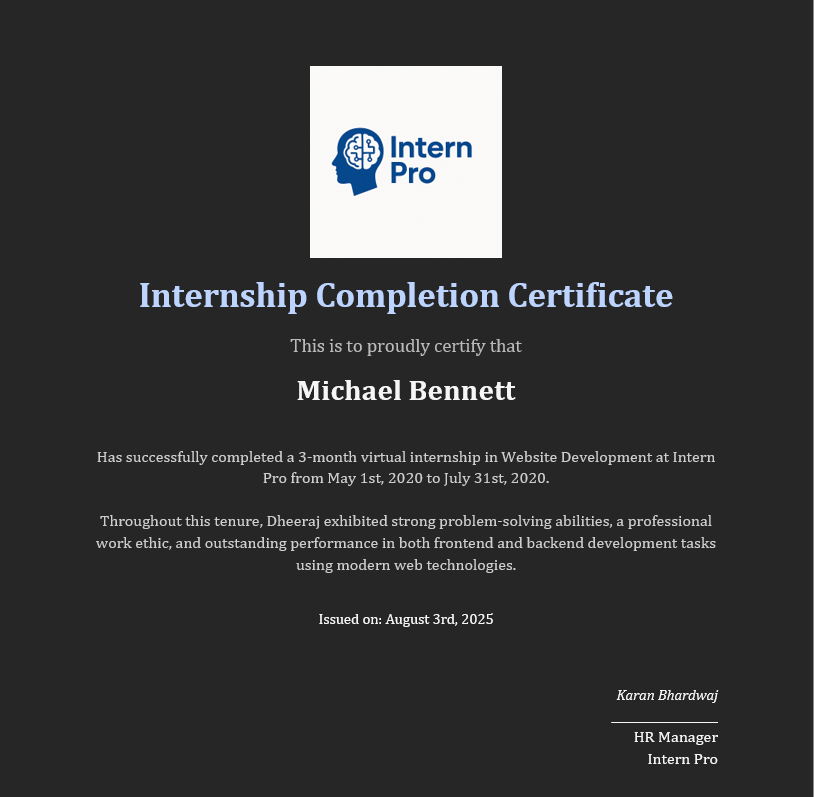 Intern
Pro
Internship Completion Certificate
This is to proudly certify that
Michael Bennett
Has successfully completed a 3-month virtual internship in Website Development at Intern
Pro from May 1st, 2020 to July 31st, 2020.
Throughout this tenure, Dheeraj exhibited strong problem-solving abilities, a professional
work ethic, and outstanding performance in both frontend and backend development tasks
using modern web technologies.
Issued on: August 3rd, 2025
Karan Bhardwaj
HR Manager
Intern Pro